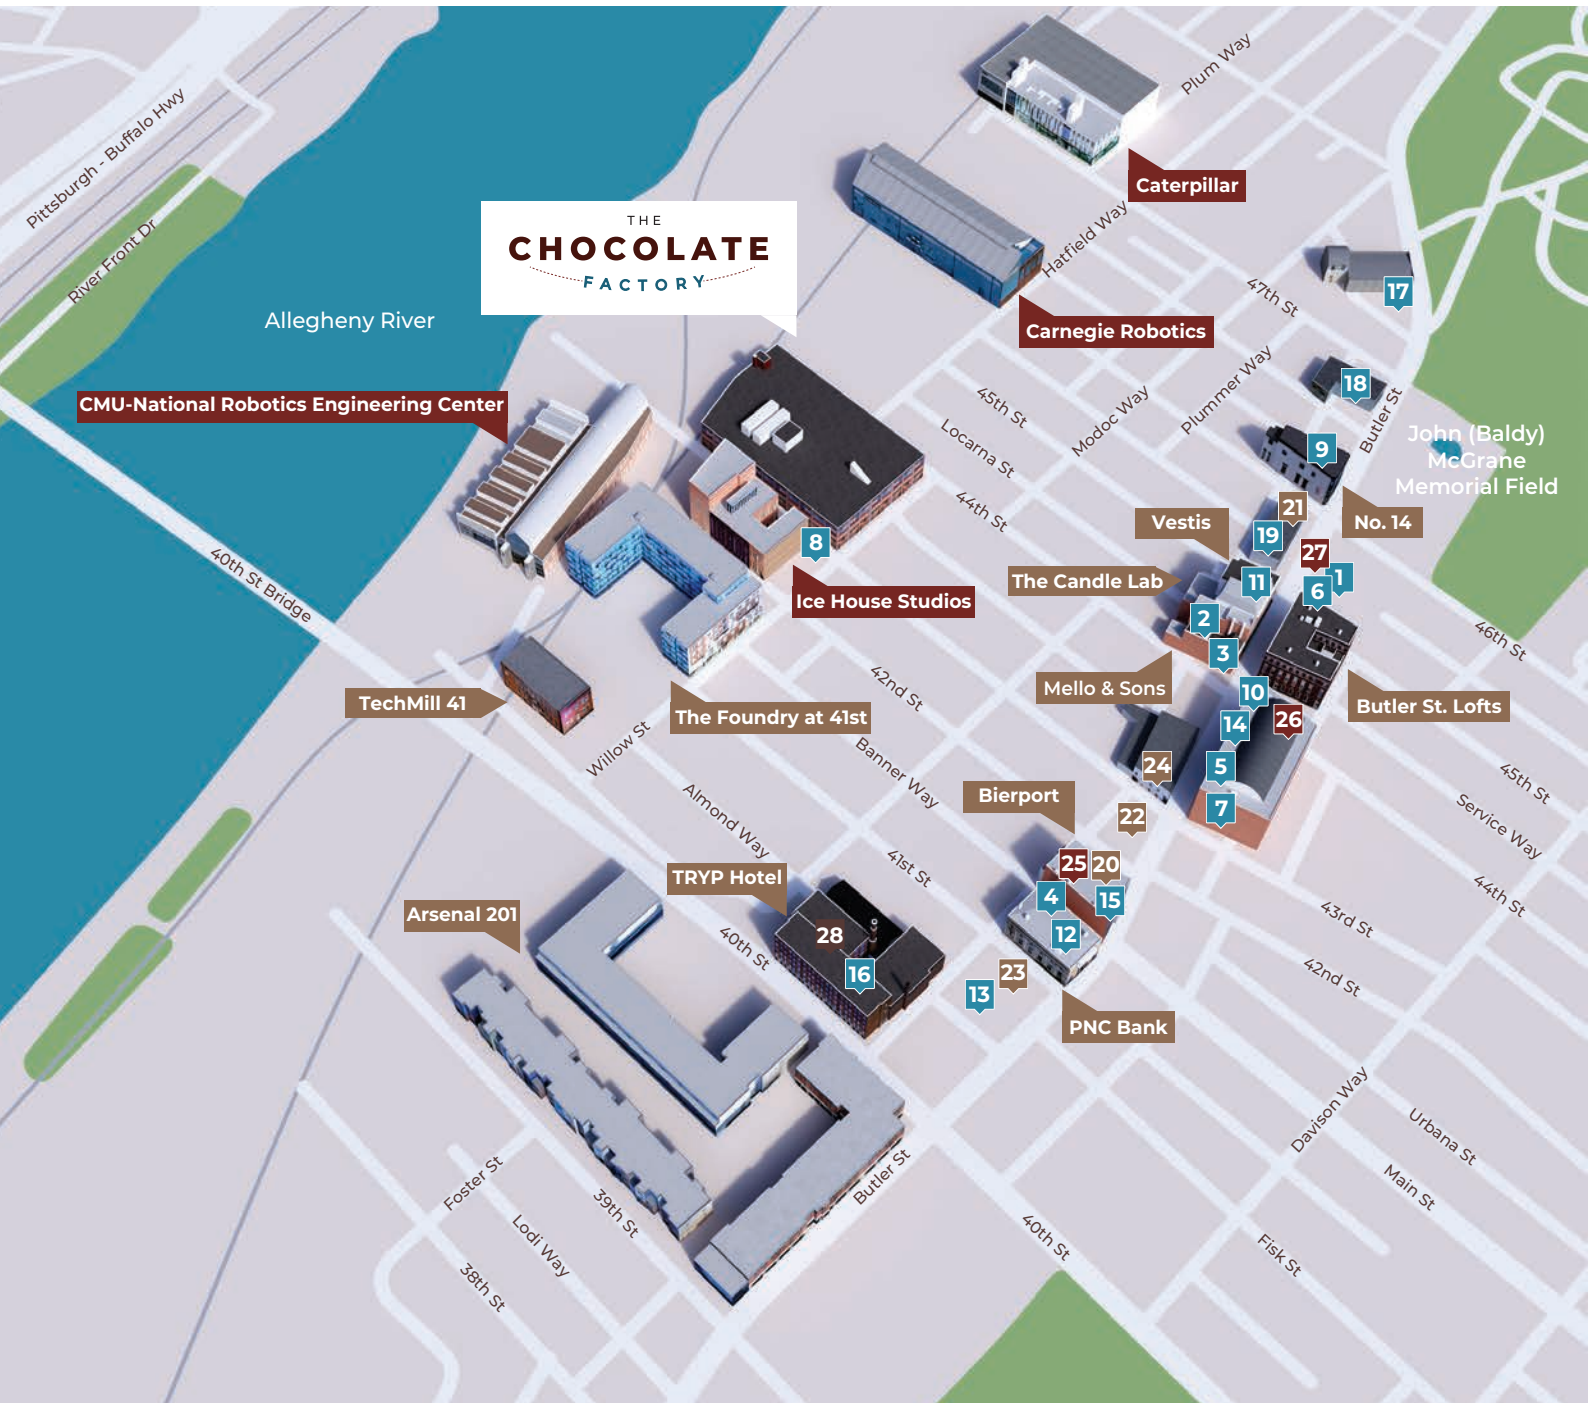 Plum Way
Pittsburgh - Buffalo Hwy
Caterpillar
THE
CHOCOLATE
FACTORY
River Front Dr
Hatfield Way
Allegheny River
47th St
17
Carnegie Robotics
CMU-National Robotics Engineering Center
45th St
Modoc Way
Plummer Way
18
Butler St
Locarna St
John (Baldy)
McGrane
Memorial Field
9
44th St
21
No. 14
Vestis
19
8
27
40th St Bridge
The Candle Lab
11
1
6
Ice House Studios
2
3
46th St
42nd St
Mello & Sons
10
Butler St. Lofts
TechMill 41
The Foundry at 41st
14
26
Willow St
Banner Way
24
5
45th St
Bierport
7
Almond Way
22
Service Way
41st St
25
20
TRYP Hotel
4
15
44th St
Arsenal 201
28
40th St
12
43rd St
16
23
13
42nd St
PNC Bank
Davison Way
Urbana St
Butler St
Main St
Foster St
39th St
Lodi Way
40th St
Fisk St
38th St